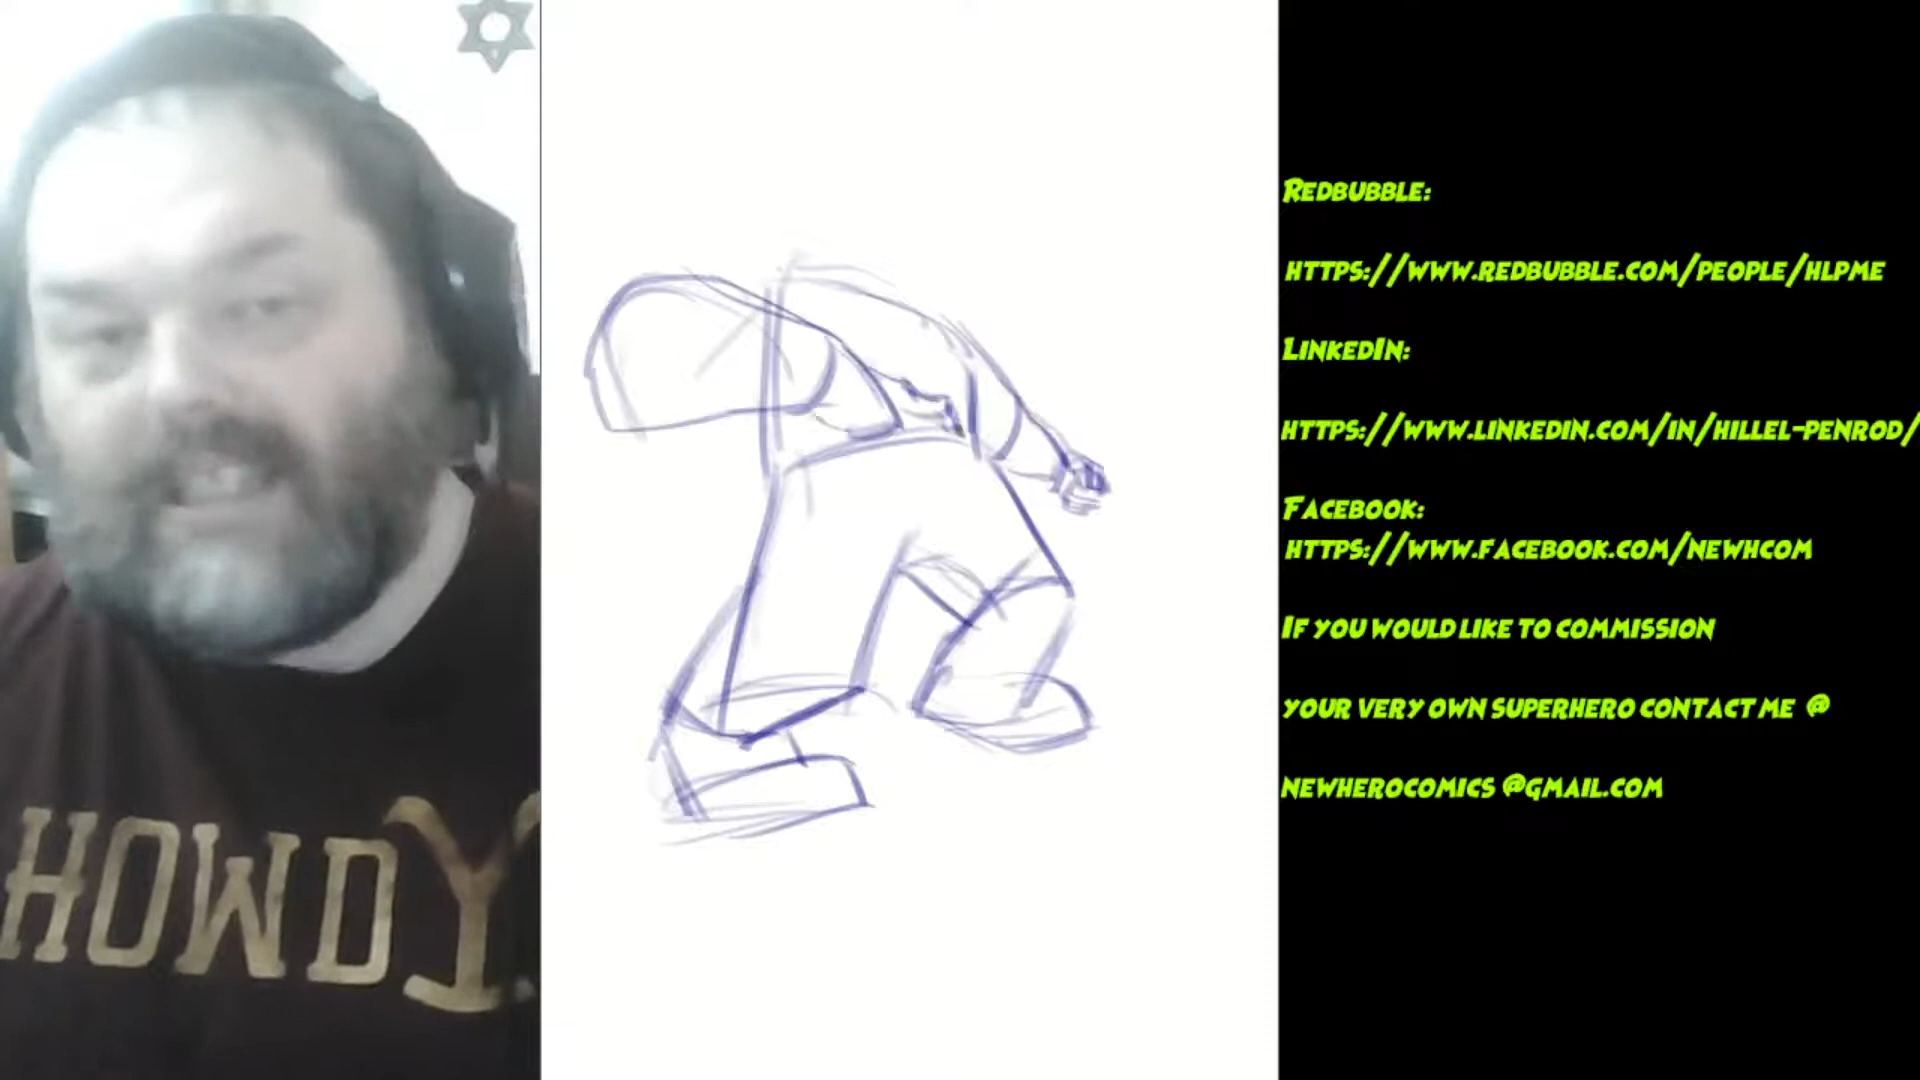 HOWDY
REDBUBBLE:
HTTPS://WWW.REDBUBBLE.COM/PEOPLE/HLPME
LINKEDIN:
HTTPS://WWW.LINKEDIN.COM/IN/HILLEL-PENROD/
FACEBOOK:
HTTPS://WWW.FACEBOOK.COM/NEWHCOM
IF YOU WOULD LIKE TO COMMISSION
YOUR VERY OWN SUPERHERO CONTACT ME @
NEWHEROCOMICS @GMAIL.COM